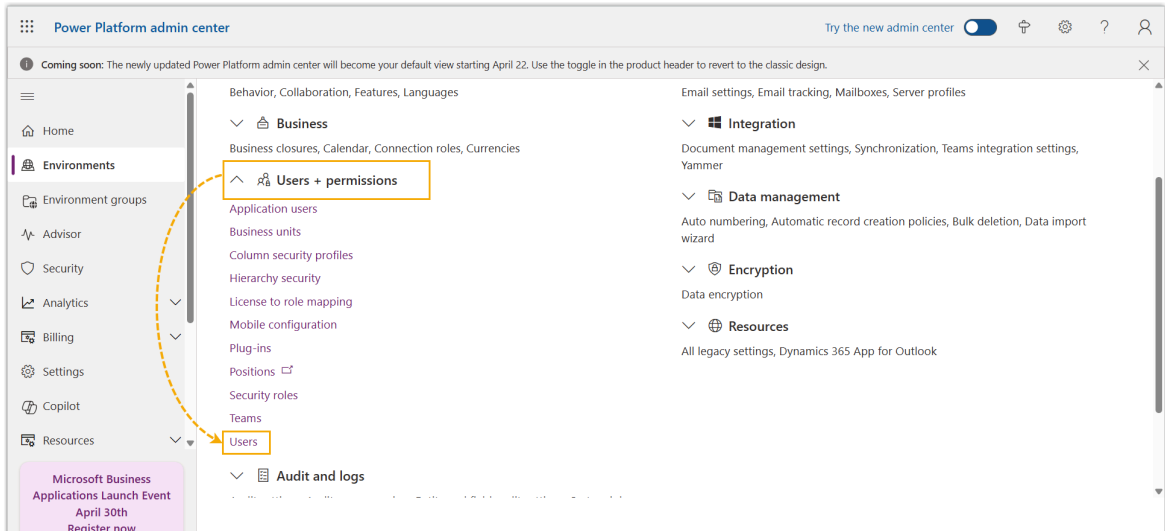 Power Platform admin center
Try the new admin center
Coming soon: The newly updated Power Platform admin center will become your default view starting April 22. Use the toggle in the product header to revert to the classic design.
Home
Environments
Environment groups
Advisor
Security
Analytics
Billing
Settings
Copilot
Resources
Microsoft Business
Applications Launch Event
April 30th
Register now
Behavior, Collaboration, Features, Languages
Business
Business closures, Calendar, Connection roles, Currencies
Users + permissions
Application users
Business units
Column security profiles
Hierarchy security
License to role mapping
Mobile configuration
Plug-ins
Positions
Security roles
Teams
Users
Audit and logs
Email settings, Email tracking, Mailboxes, Server profiles
Integration
Document management settings, Synchronization, Teams integration settings,
Yammer
Data management
Auto numbering, Automatic record creation policies, Bulk deletion, Data import
wizard
Encryption
Data encryption
Resources
All legacy settings, Dynamics 365 App for Outlook